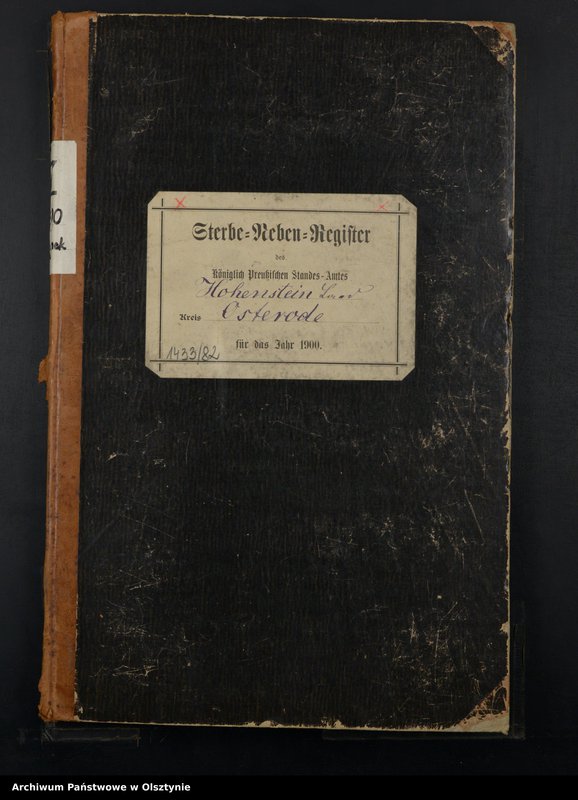 Sterbe-Neben-Register
des
Königlich Preußischen Standes-Amtes
Hohenstein Land
Kreis Osterode
für das Jahr 1900.
1433/82
Archiwum Państwowe w Olsztynie